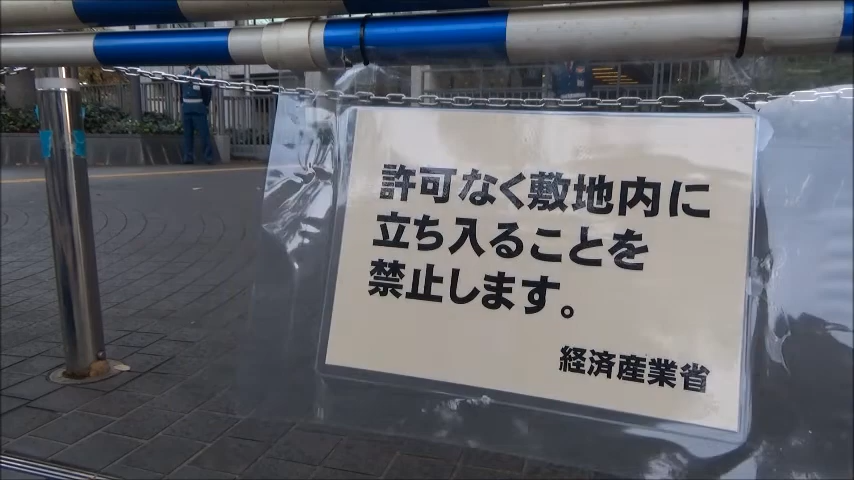 許可なく敷地内に
立ち入ることを
禁止します。
経済産業省